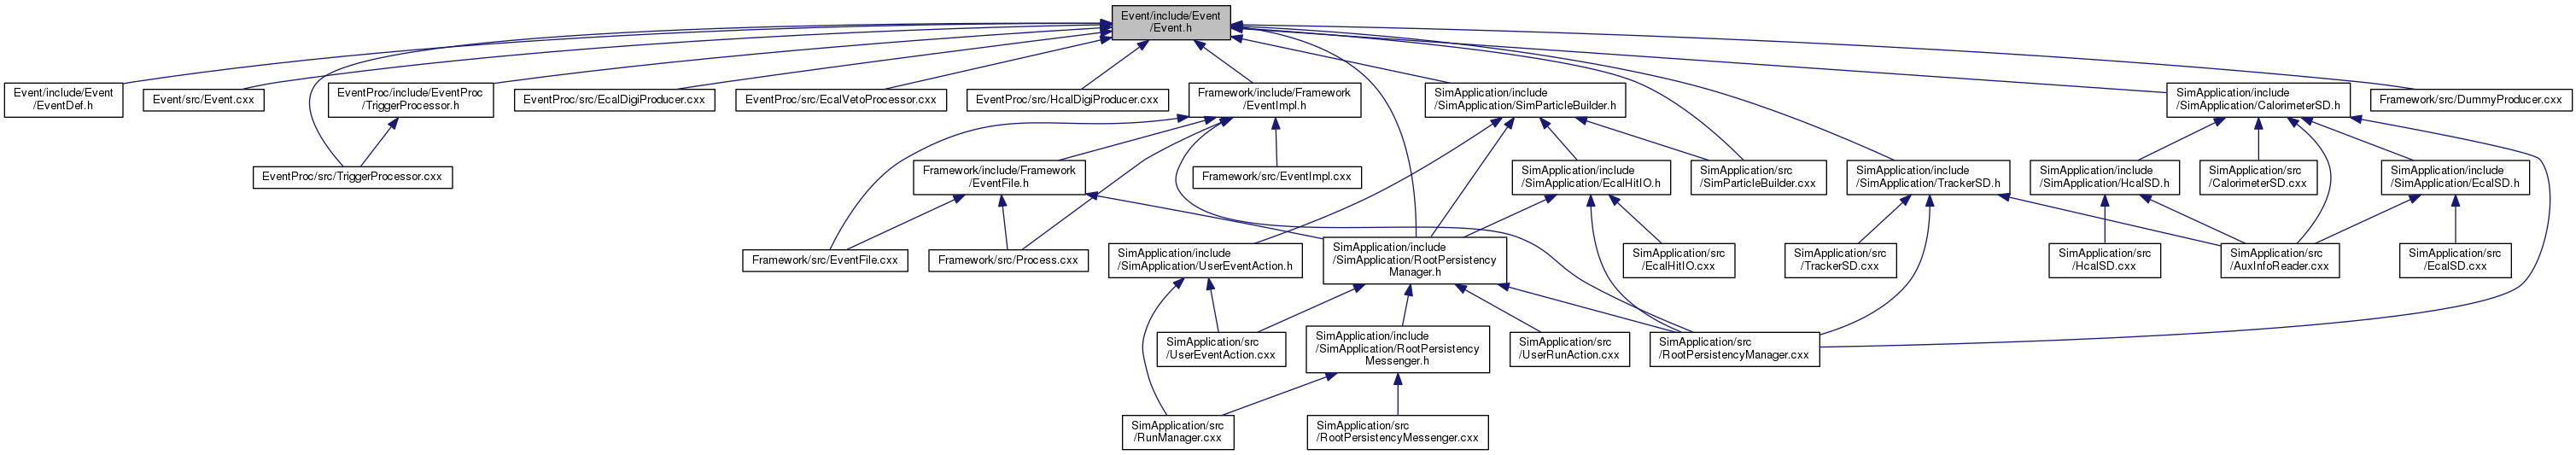 Event/include/Event
/Event.h
Event/include/Event
/EventDef.h
Event/src/Event.cxx
EventProc/include/EventProc
/TriggerProcessor.h
EventProc/src/EcalDigiProducer.cxx
EventProc/src/EcalVetoProcessor.cxx
EventProc/src/HcalDigiProducer.cxx
Framework/include/Framework
/EventImpl.h
SimApplication/include
/SimApplication/SimParticleBuilder.h
SimApplication/include
/SimApplication/CalorimeterSD.h
Framework/src/DummyProducer.cxx
EventProc/src/TriggerProcessor.cxx
Framework/include/Framework
/EventFile.h
Framework/src/EventImpl.cxx
SimApplication/include
/SimApplication/EcalHitIO.h
SimApplication/src
/SimParticleBuilder.cxx
SimApplication/include
/SimApplication/TrackerSD.h
SimApplication/include
/SimApplication/HcalSD.h
SimApplication/src
/CalorimeterSD.cxx
SimApplication/include
/SimApplication/EcalSD.h
Framework/src/EventFile.cxx
Framework/src/Process.cxx
SimApplication/include
/SimApplication/UserEventAction.h
SimApplication/include
/SimApplication/RootPersistency
Manager.h
SimApplication/src
/EcalHitIO.cxx
SimApplication/src
/TrackerSD.cxx
SimApplication/src
/HcalSD.cxx
SimApplication/src
/AuxInfoReader.cxx
SimApplication/src
/EcalSD.cxx
SimApplication/src
/UserEventAction.cxx
SimApplication/include
/SimApplication/RootPersistency
Messenger.h
SimApplication/src
/UserRunAction.cxx
SimApplication/src
/RootPersistencyManager.cxx
SimApplication/src
/RunManager.cxx
SimApplication/src
/RootPersistencyMessenger.cxx